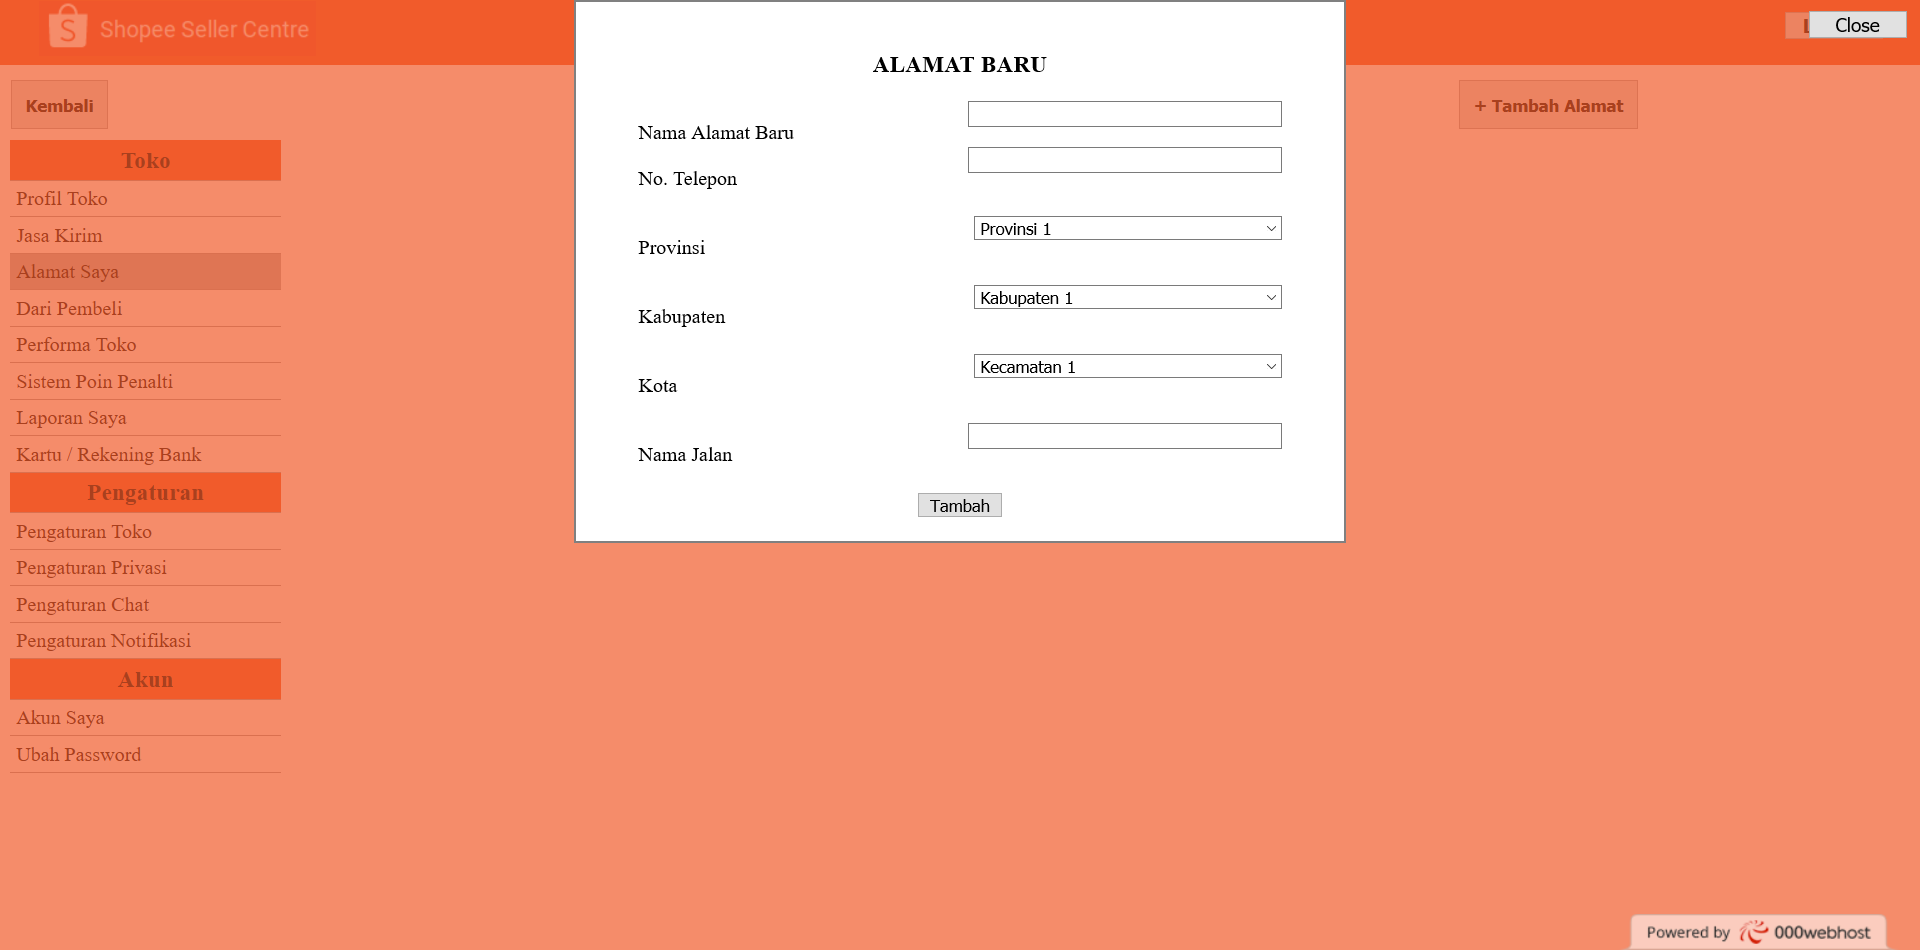 Shopee Seller Centre
Close
Kembali
+ Tambah Alamat
Toko
Profil Toko
Jasa Kirim
Alamat Saya
Dari Pembeli
Performa Toko
Sistem Poin Penalti
Laporan Saya
Kartu / Rekening Bank
Pengaturan
Pengaturan Toko
Pengaturan Privasi
Pengaturan Chat
Pengaturan Notifikasi
Akun
Akun Saya
Ubah Password
ALAMAT BARU
Nama Alamat Baru
No. Telepon
Provinsi
Provinsi 1
Kabupaten
Kabupaten 1
Kota
Kecamatan 1
Nama Jalan
Tambah
Powered by 000webhost